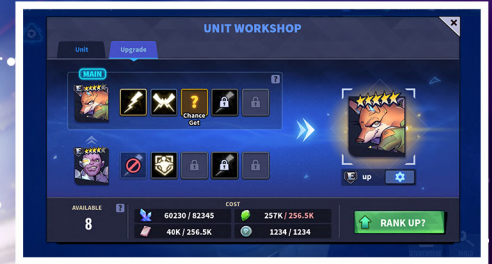 UNIT WORKSHOP
Unit
Upgrade
MAIN
?
?
Chance
Get
up
AVAILABLE
?
8
COST
60230 / 82345
257K / 256.5K
40K / 256.5K
1234 / 1234
RANK UP?